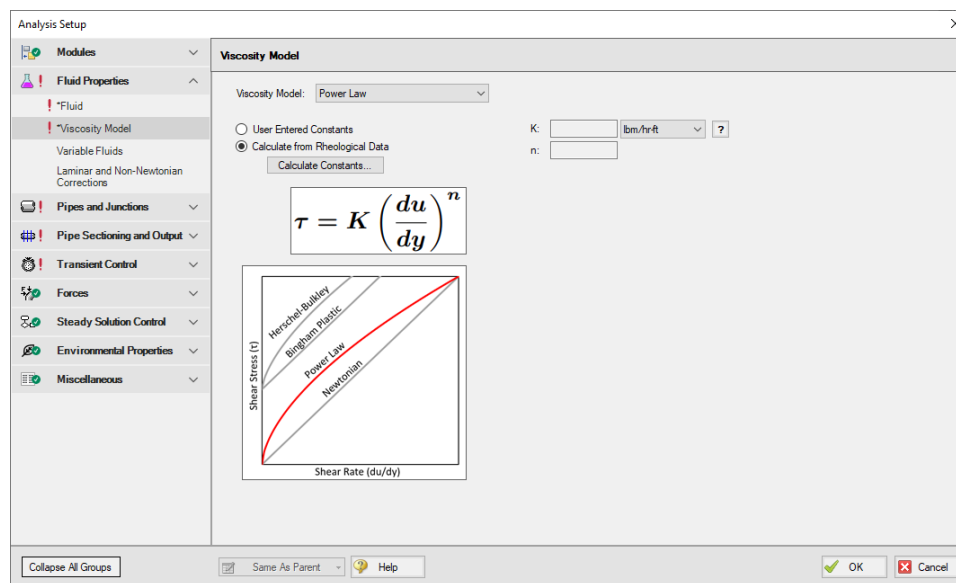 Analysis Setup
Modules
Fluid Properties
*Fluid
*Viscosity Model
Variable Fluids
Laminar and Non-Newtonian
Corrections
Pipes and Junctions
Pipe Sectioning and Output
Transient Control
Forces
Steady Solution Control
Environmental Properties
Miscellaneous
Collapse All Groups
Viscosity Model
Viscosity Model: Power Law
User Entered Constants
Calculate from Rheological Data
Calculate Constants...
K: lbm/hr-ft ?
n:
τ = K (du/dy)^n
Herschel-Bulkley
Bingham Plastic
Power Law
Newtonian
Shear Stress (τ)
Shear Rate (du/dy)
Same As Parent
Help
OK
Cancel